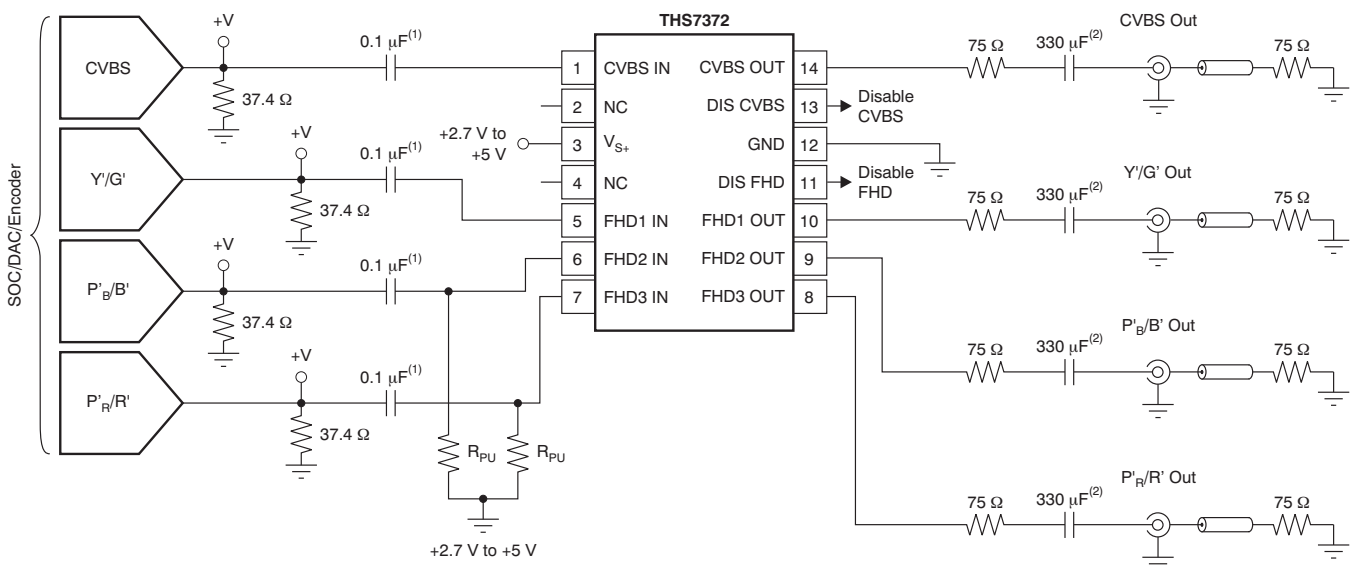 THS7372
SOC/DAC/Encoder
CVBS
+V
37.4 Ω
0.1 µF(1)
Y'/G'
+V
37.4 Ω
0.1 µF(1)
P'B/B'
+V
37.4 Ω
0.1 µF(1)
P'R/R'
+V
37.4 Ω
0.1 µF(1)
RPU
RPU
+2.7 V to +5 V
+2.7 V to
+5 V
1 CVBS IN
2 NC
3 VS+
4 NC
5 FHD1 IN
6 FHD2 IN
7 FHD3 IN
CVBS OUT 14
DIS CVBS 13
GND 12
DIS FHD 11
FHD1 OUT 10
FHD2 OUT 9
FHD3 OUT 8
Disable
CVBS
Disable
FHD
CVBS Out
75 Ω
330 µF(2)
75 Ω
Y'/G' Out
75 Ω
330 µF(2)
75 Ω
P'B/B' Out
75 Ω
330 µF(2)
75 Ω
P'R/R' Out
75 Ω
330 µF(2)
75 Ω